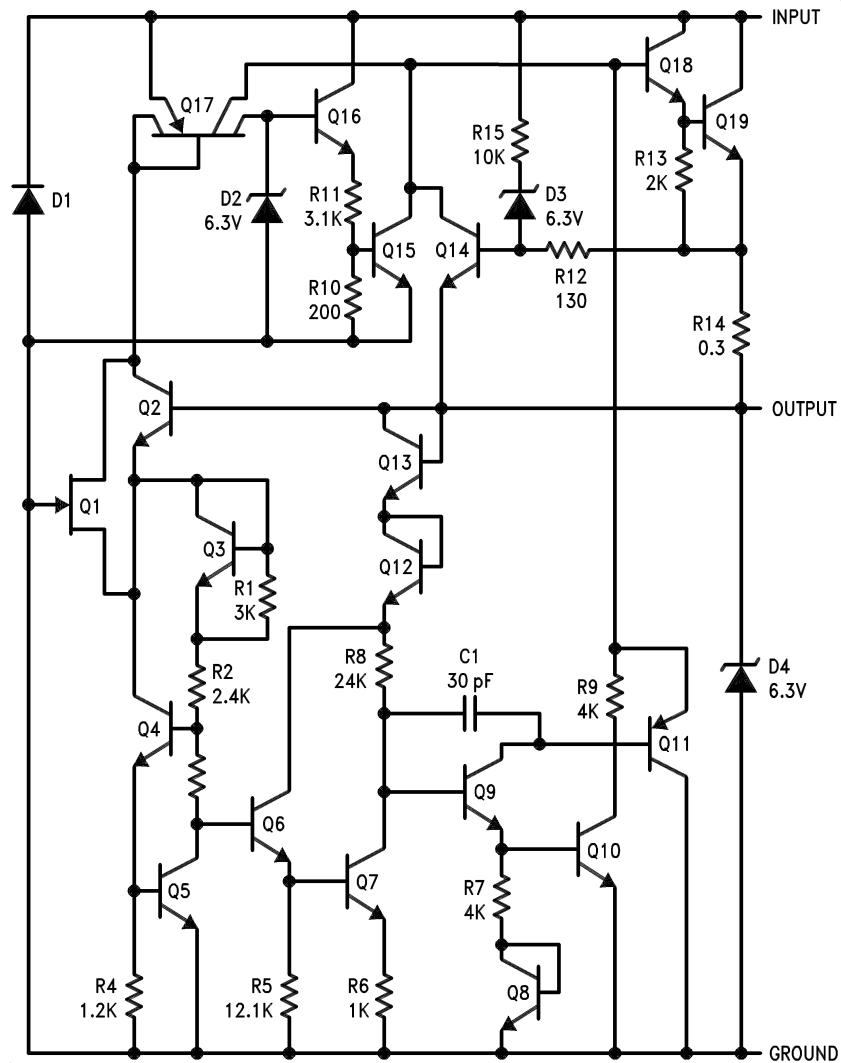 INPUT
Q17
Q18
Q16
Q19
R15
10K
R13
2K
D1
D2
6.3V
R11
3.1K
D3
6.3V
Q15
Q14
R12
130
R10
200
R14
0.3
Q2
OUTPUT
Q13
Q1
Q3
Q12
R1
3K
R2
2.4K
R8
24K
C1
30 pF
R9
4K
D4
6.3V
Q4
Q11
Q9
Q6
Q10
Q5
Q7
R7
4K
R4
1.2K
R5
12.1K
R6
1K
Q8
GROUND